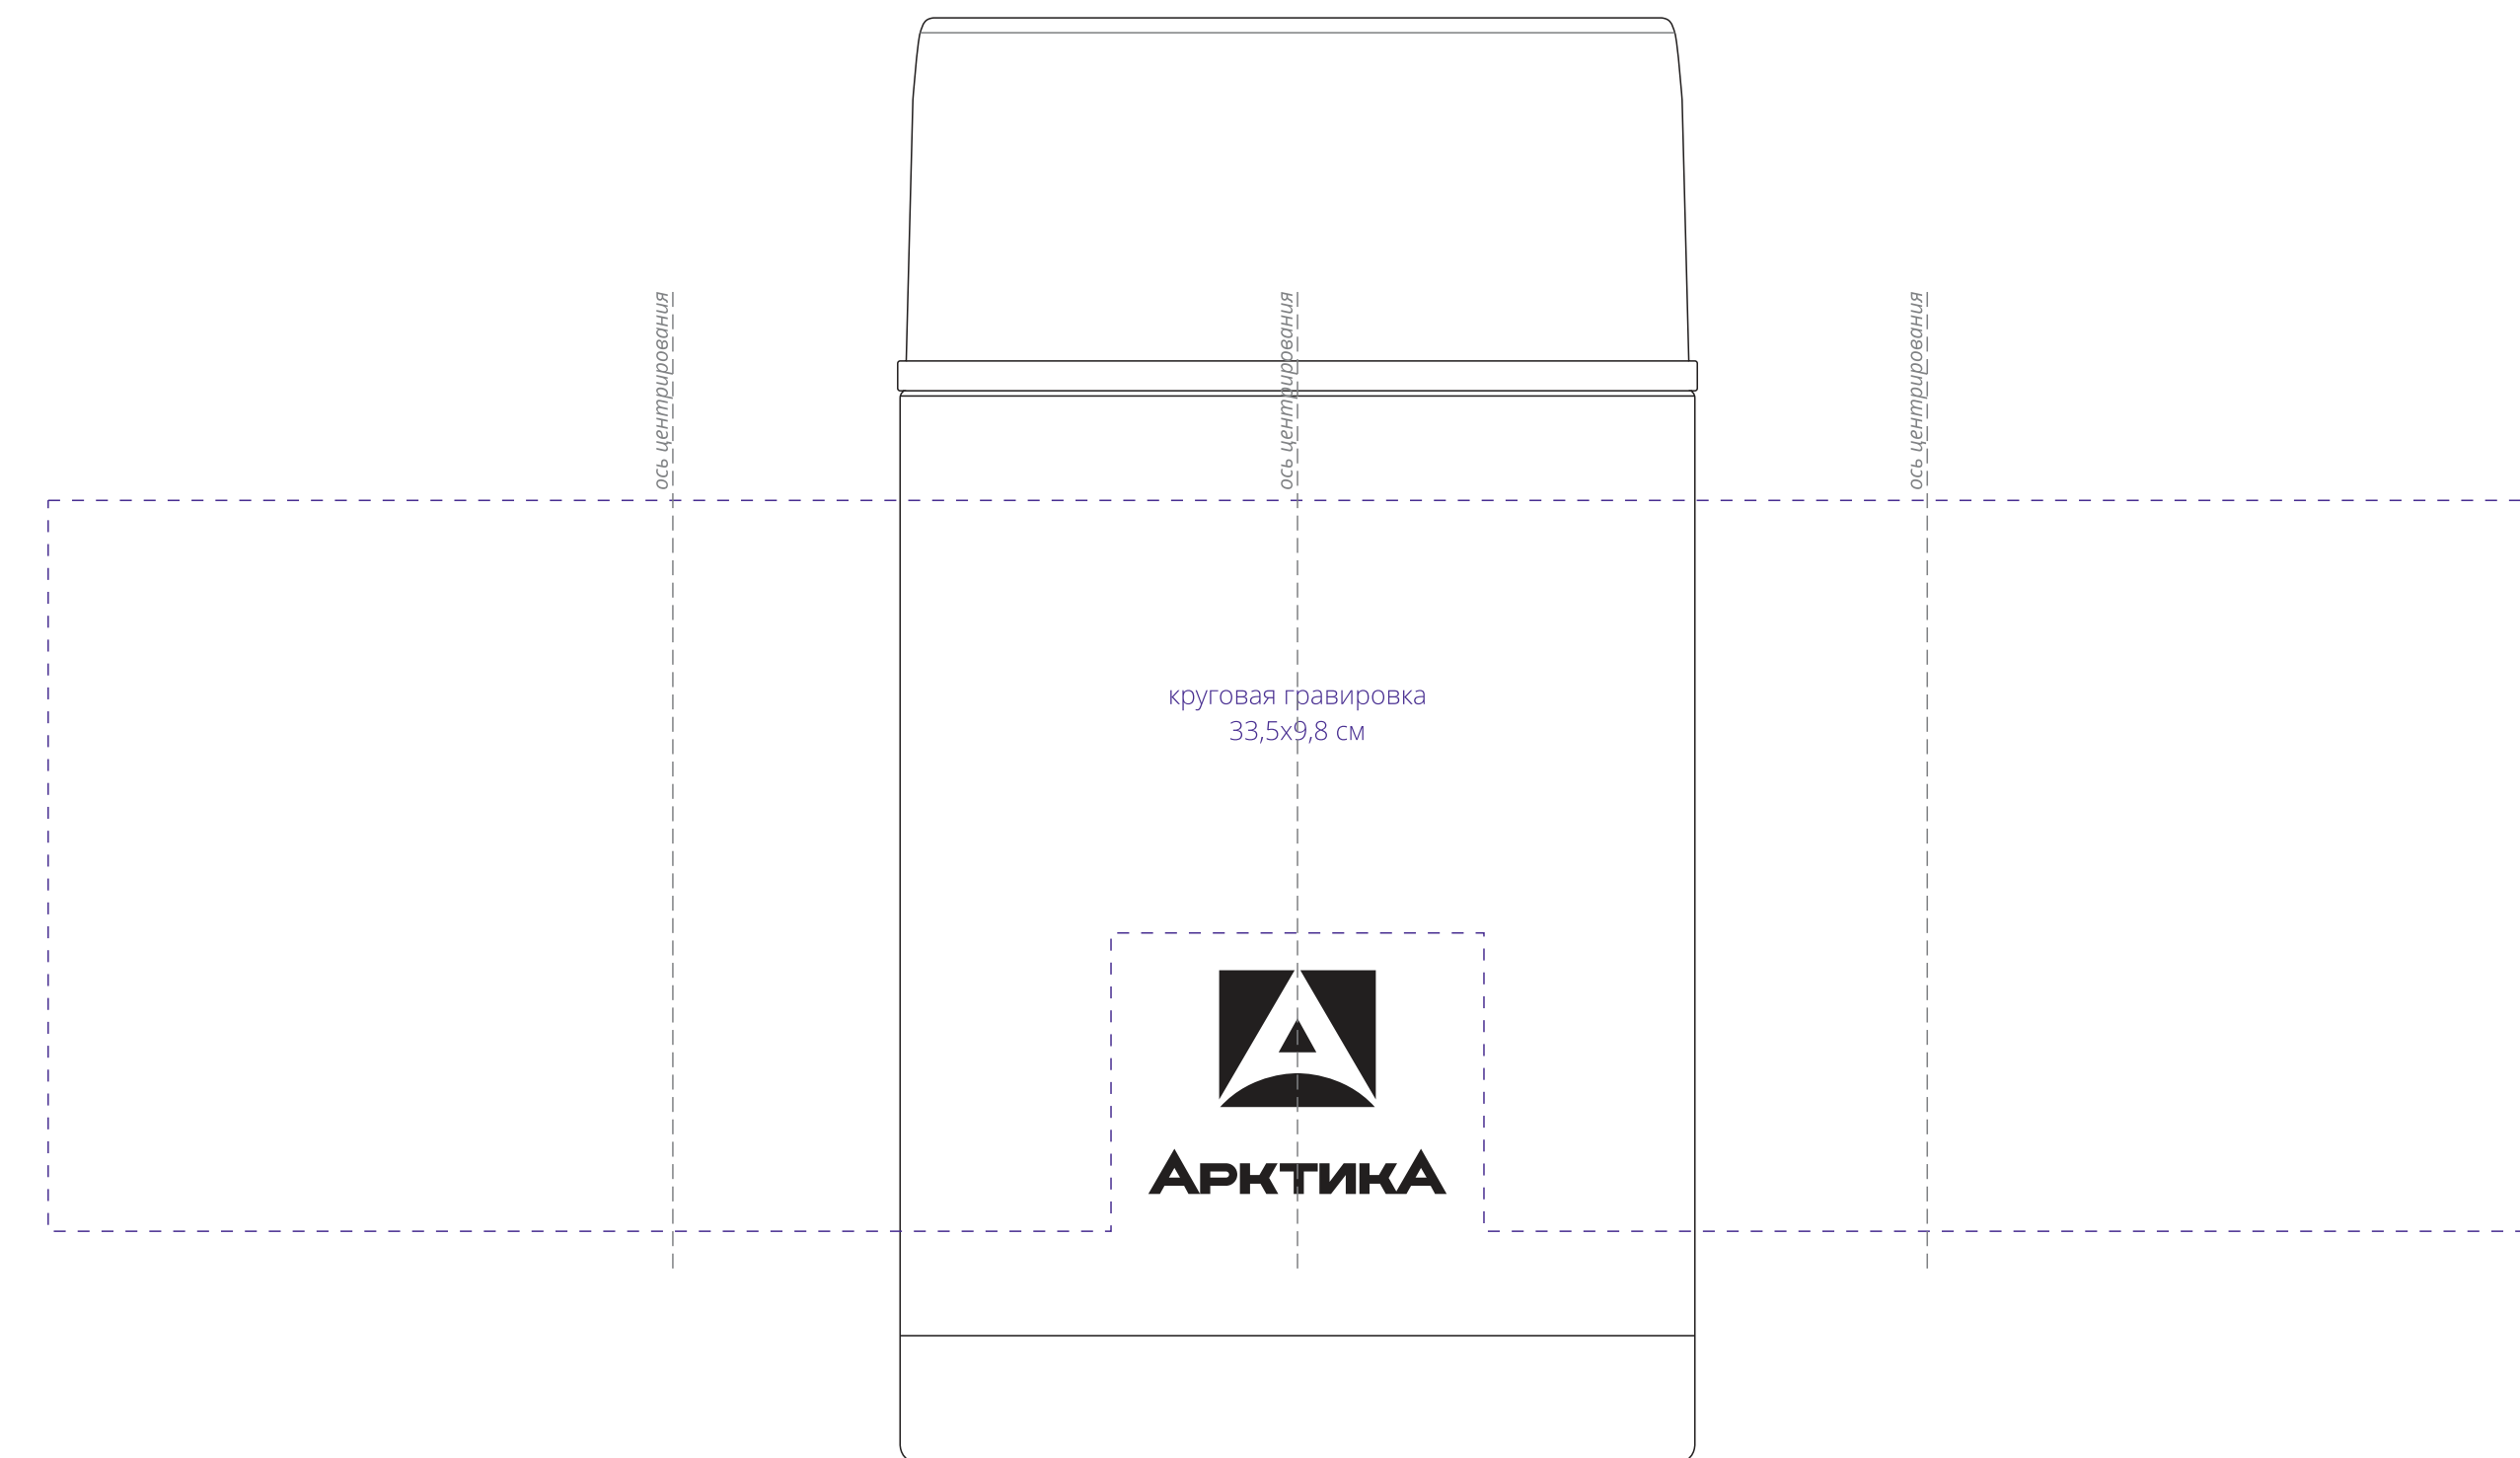 ось центрирования
ось центрирования
ось центрирования
круговая гравировка
33,5х9,8 см
АРКТИКА